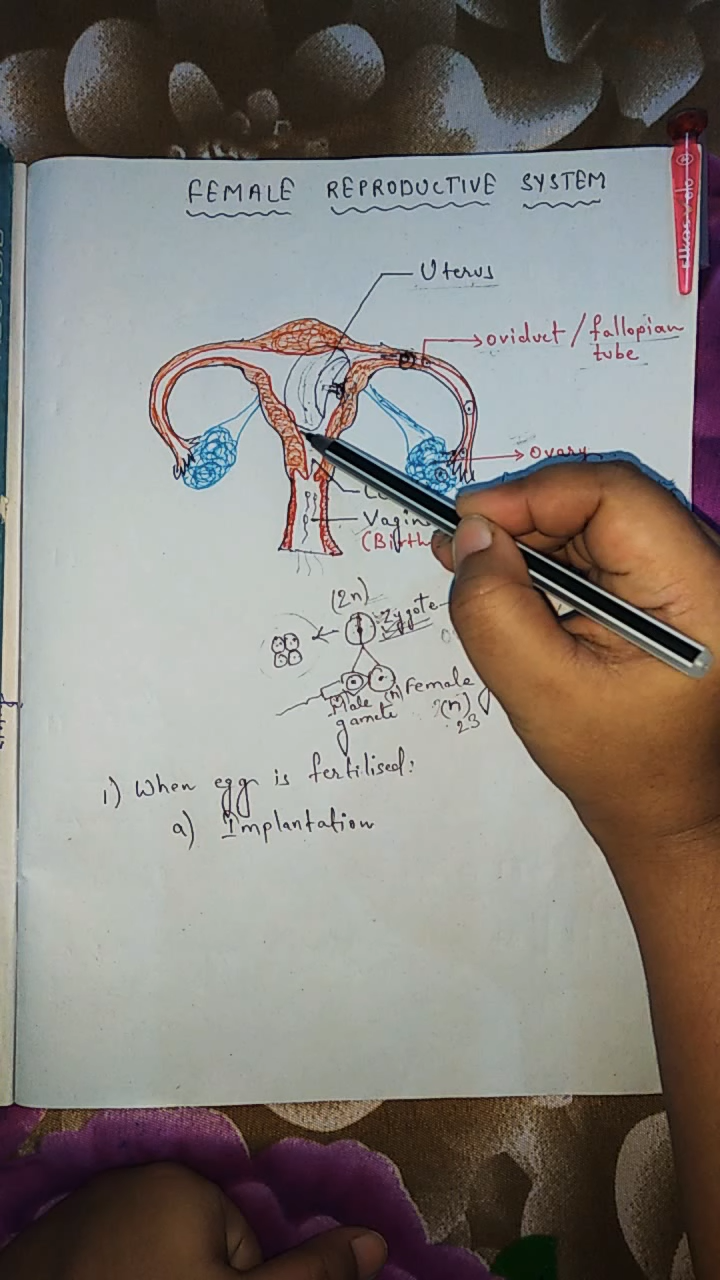 FEMALE REPRODUCTIVE SYSTEM
Uterus
oviduct / fallopian
tube
ovary
Vagin
(Birth
(2n)
Zygote
Male
gamete
(n)
Female
(n)
23
1) When egg is fertilised:
a) Implantation